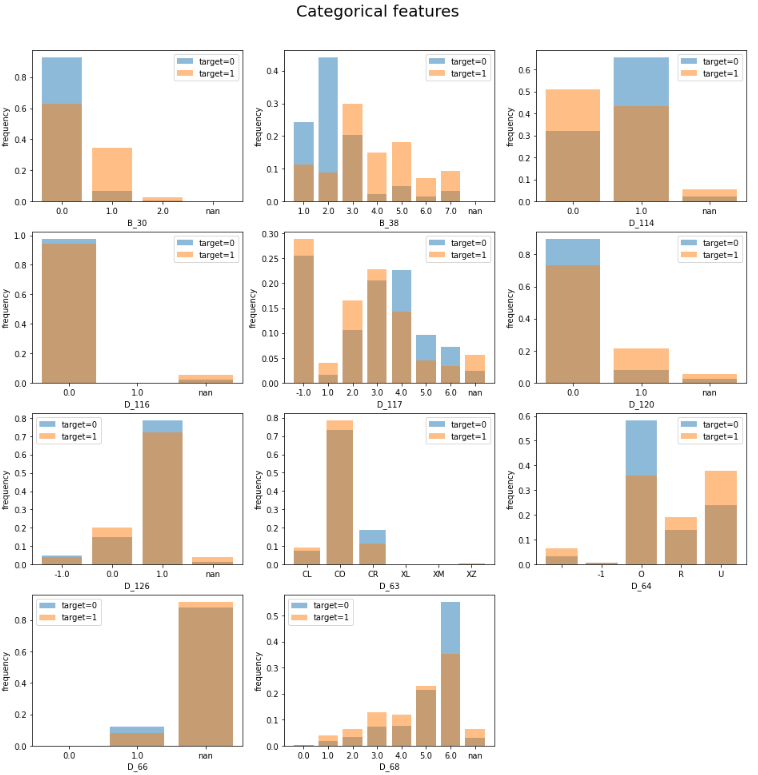 Categorical features
frequency
0.0 0.2 0.4 0.6 0.8
target=0
target=1
0.0 1.0 2.0 nan
B_30
frequency
0.0 0.1 0.2 0.3 0.4
target=0
target=1
1.0 2.0 3.0 4.0 5.0 6.0 7.0 nan
B_38
frequency
0.0 0.1 0.2 0.3 0.4 0.5 0.6
target=0
target=1
0.0 1.0 nan
D_114
frequency
0.0 0.2 0.4 0.6 0.8 1.0
target=0
target=1
0.0 1.0 nan
D_116
frequency
0.00 0.05 0.10 0.15 0.20 0.25 0.30
target=0
target=1
-1.0 1.0 2.0 3.0 4.0 5.0 6.0 nan
D_117
frequency
0.0 0.2 0.4 0.6 0.8
target=0
target=1
0.0 1.0 nan
D_120
frequency
0.0 0.1 0.2 0.3 0.4 0.5 0.6 0.7 0.8
target=0
target=1
-1.0 0.0 1.0 nan
D_126
frequency
0.0 0.1 0.2 0.3 0.4 0.5 0.6 0.7 0.8
target=0
target=1
CL CO CR XL XM XZ
D_63
frequency
0.0 0.1 0.2 0.3 0.4 0.5 0.6
target=0
target=1
-1 O R U
D_64
frequency
0.0 0.2 0.4 0.6 0.8
target=0
target=1
0.0 1.0 nan
D_66
frequency
0.0 0.1 0.2 0.3 0.4 0.5
target=0
target=1
0.0 1.0 2.0 3.0 4.0 5.0 6.0 nan
D_68